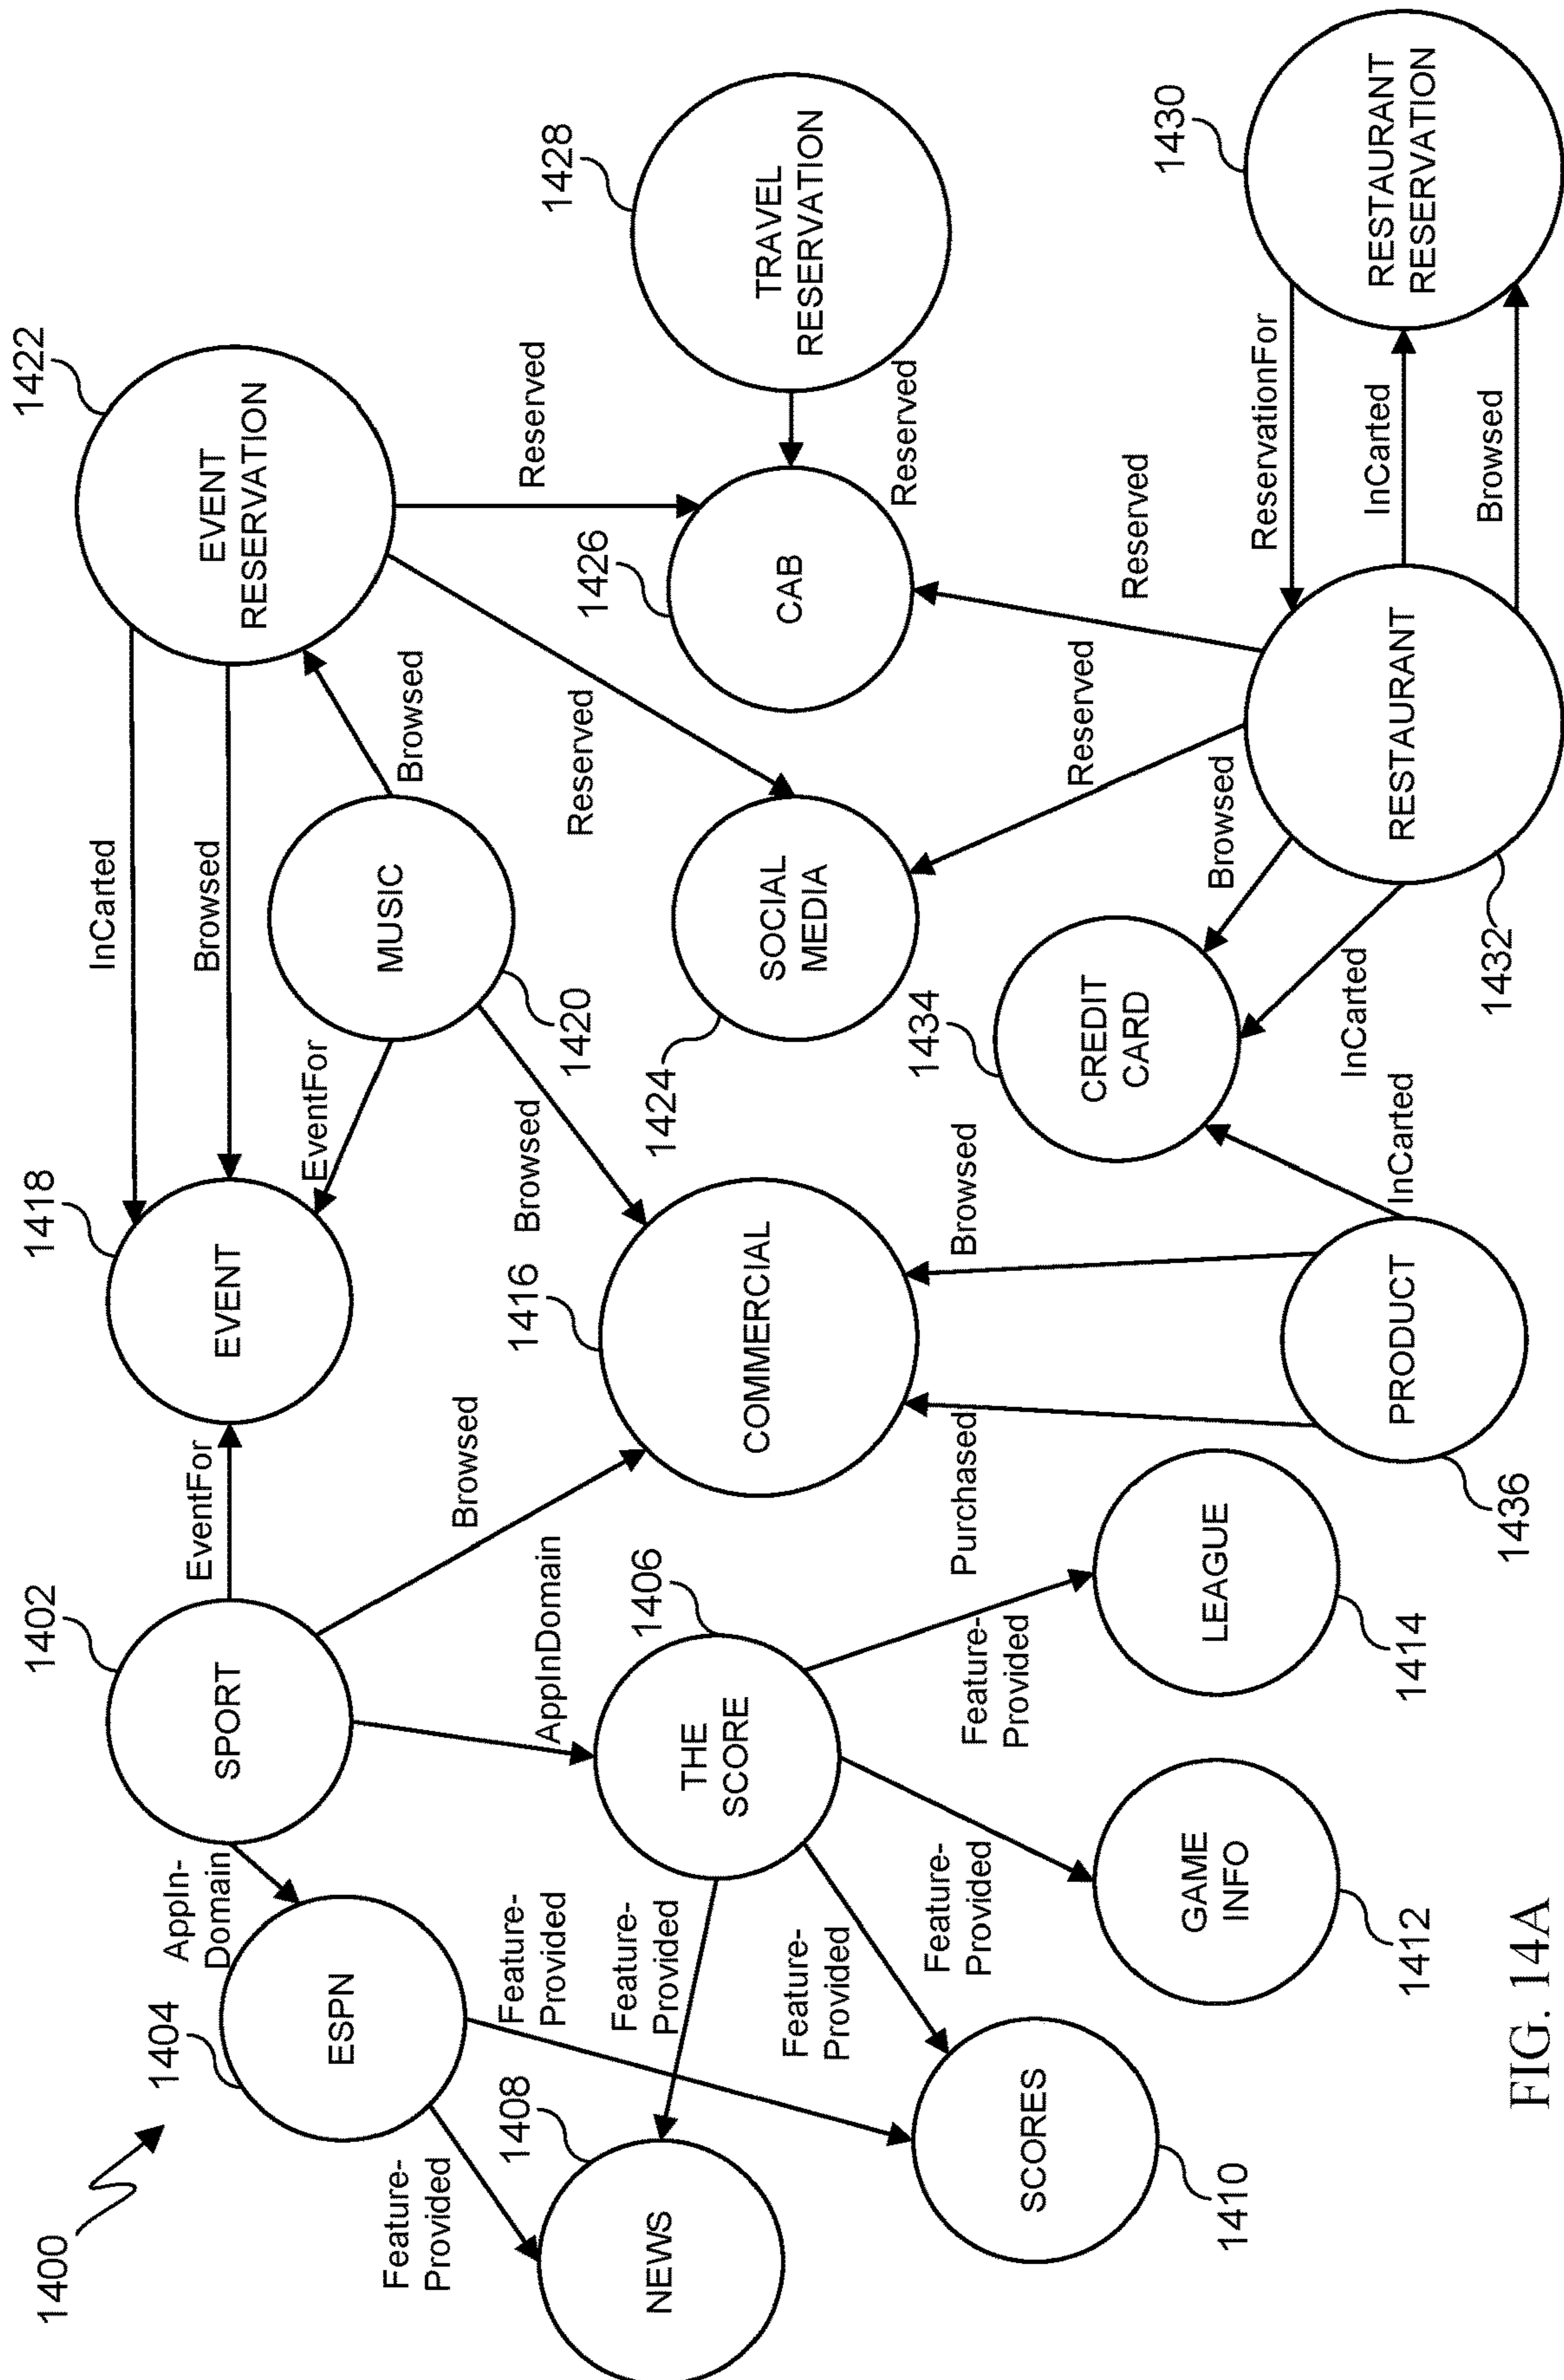 1400
1404
AppIn-
Domain
1402
EventFor
1418
InCarted
Browsed
1422
ESPN
SPORT
EVENT
EventFor
MUSIC
Browsed
EVENT
RESERVATION
Feature-
Provided
1408
Feature-
Provided
Feature-
Provided
AppInDomain
Browsed
1416
Browsed
1420
Reserved
Reserved
1428
NEWS
THE
SCORE
1406
COMMERCIAL
1424
SOCIAL
MEDIA
1426
CAB
TRAVEL
RESERVATION
Reserved
Feature-
Provided
Feature-
Provided
Feature-
Provided
Purchased
Browsed
1434
Reserved
Reserved
SCORES
1410
GAME
INFO
1412
LEAGUE
1414
CREDIT
CARD
Browsed
InCarted
InCarted
ReservationFor
InCarted
Browsed
1430
PRODUCT
1436
RESTAURANT
1432
RESTAURANT
RESERVATION
FIG. 14A